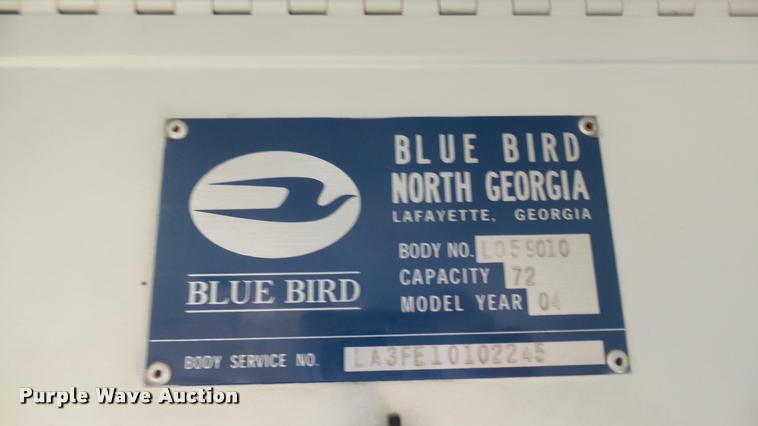 BLUE BIRD
NORTH GEORGIA
LAFAYETTE, GEORGIA
BODY NO. L059010
CAPACITY 72
MODEL YEAR 04
BLUE BIRD
BODY SERVICE NO. LA3FE10102245
Purple Wave Auction®